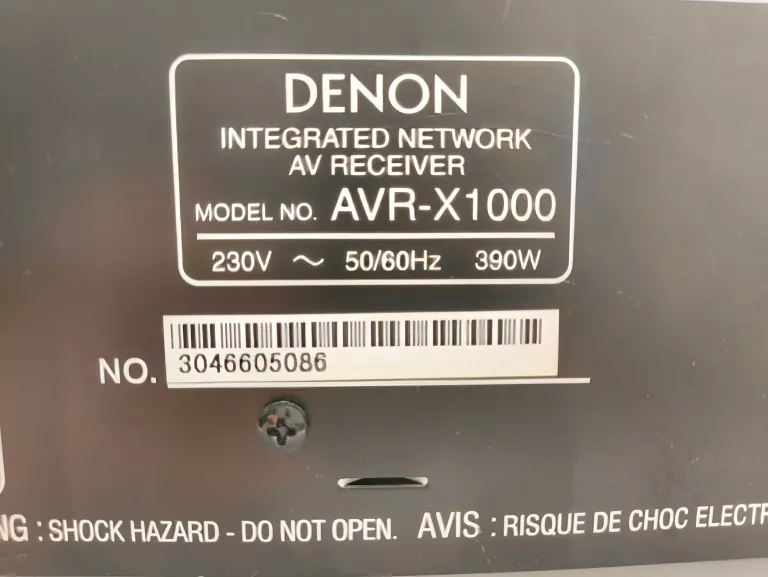 DENON
INTEGRATED NETWORK
AV RECEIVER
MODEL NO. AVR-X1000
230V ~ 50/60Hz 390W
NO. 3046605086
NG : SHOCK HAZARD - DO NOT OPEN. AVIS : RISQUE DE CHOC ELECTR